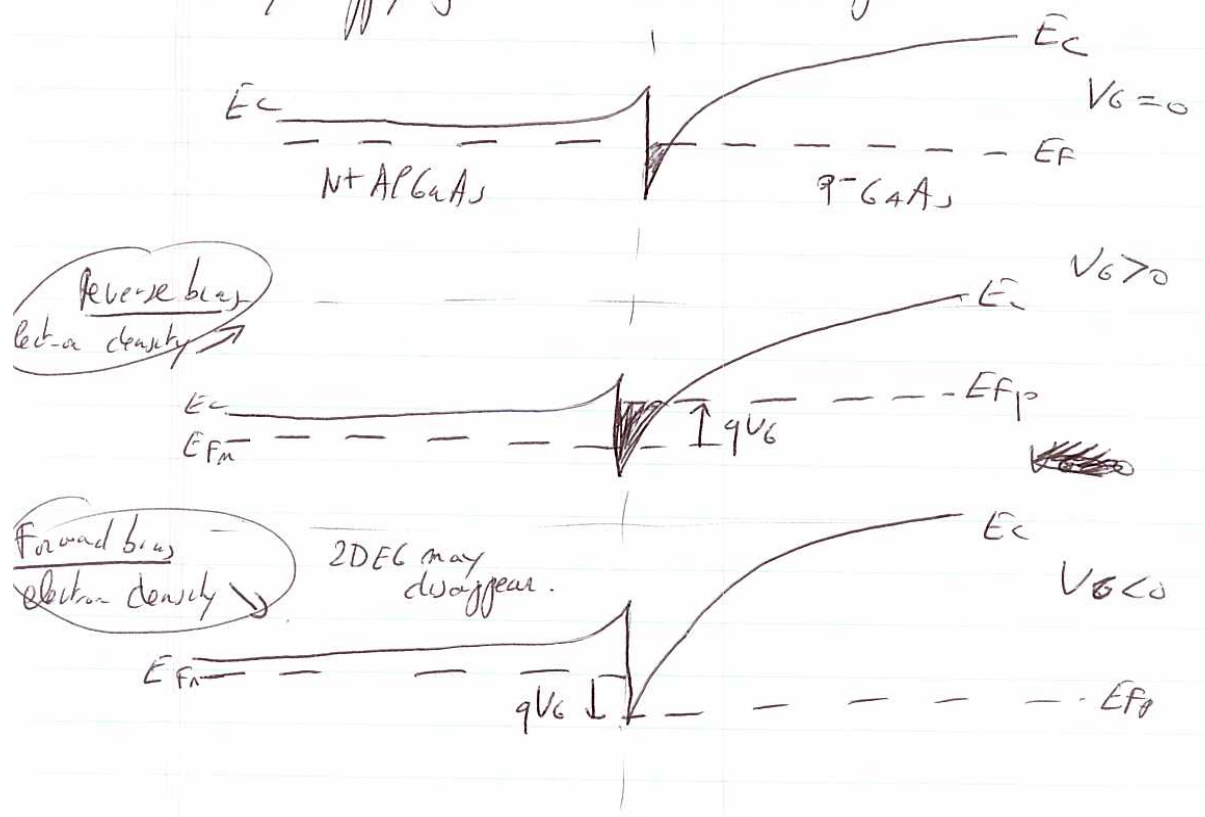 Ec
Ec
VG = 0
EF
N+ AlGaAs
P- GaAs
VG>0
Reverse bias
density
Ec
Ec
EFp
EFn
qVG
Forward bias
electron density
2DEG may
disappear.
Ec
VG<0
EFn
qVG
EFp